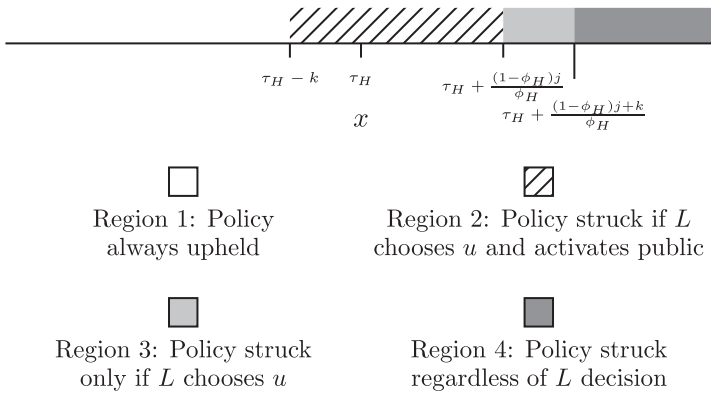 τ_H − k
τ_H
τ_H + (1−ϕ_H)j / ϕ_H
x
τ_H + (1−ϕ_H)j+k / ϕ_H
Region 1: Policy
always upheld
Region 2: Policy struck if L
chooses u and activates public
Region 3: Policy struck
only if L chooses u
Region 4: Policy struck
regardless of L decision